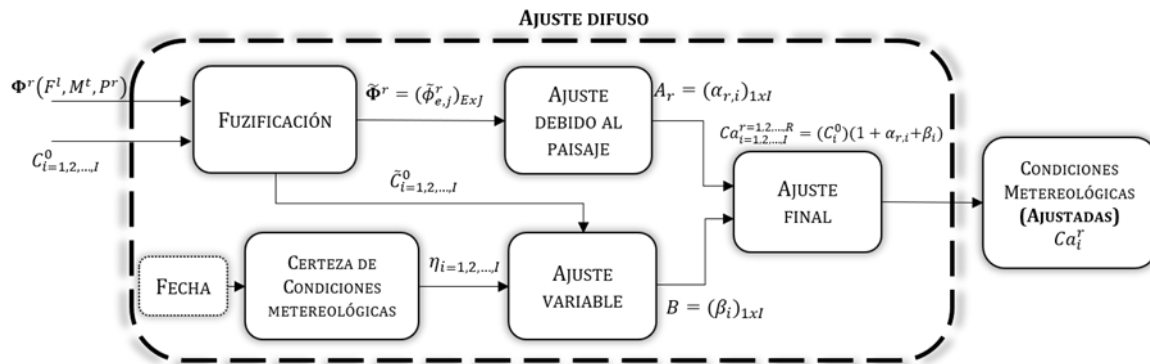 AJUSTE DIFUSO
𝚽^r(F^l, M^t, P^r)
C^0_{i=1,2,…,I}
FUZIFICACIÓN
Φ̃^r = (φ̃^r_{e,j})_{ExJ}
AJUSTE
DEBIDO AL
PAISAJE
A_r = (α_{r,i})_{1xI}
Ca^{r=1,2,…,R}_{i=1,2,…,I} = (C^0_i)(1 + α_{r,i}+β_i)
C̃^0_{i=1,2,…,I}
AJUSTE
FINAL
CONDICIONES
METEREOLÓGICAS
(AJUSTADAS)
Ca^r_i
FECHA
CERTEZA DE
CONDICIONES
METEREOLÓGICAS
η_{i=1,2,…,I}
AJUSTE
VARIABLE
B = (β_i)_{1xI}